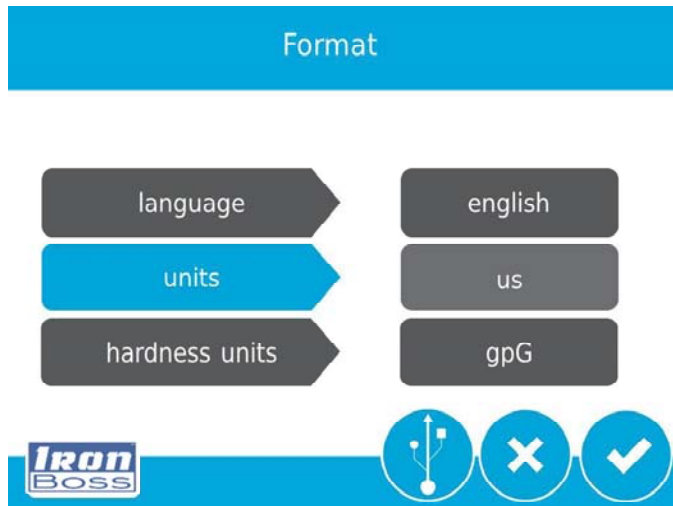 Format
language
english
units
us
hardness units
gpG
IRON
BOSS